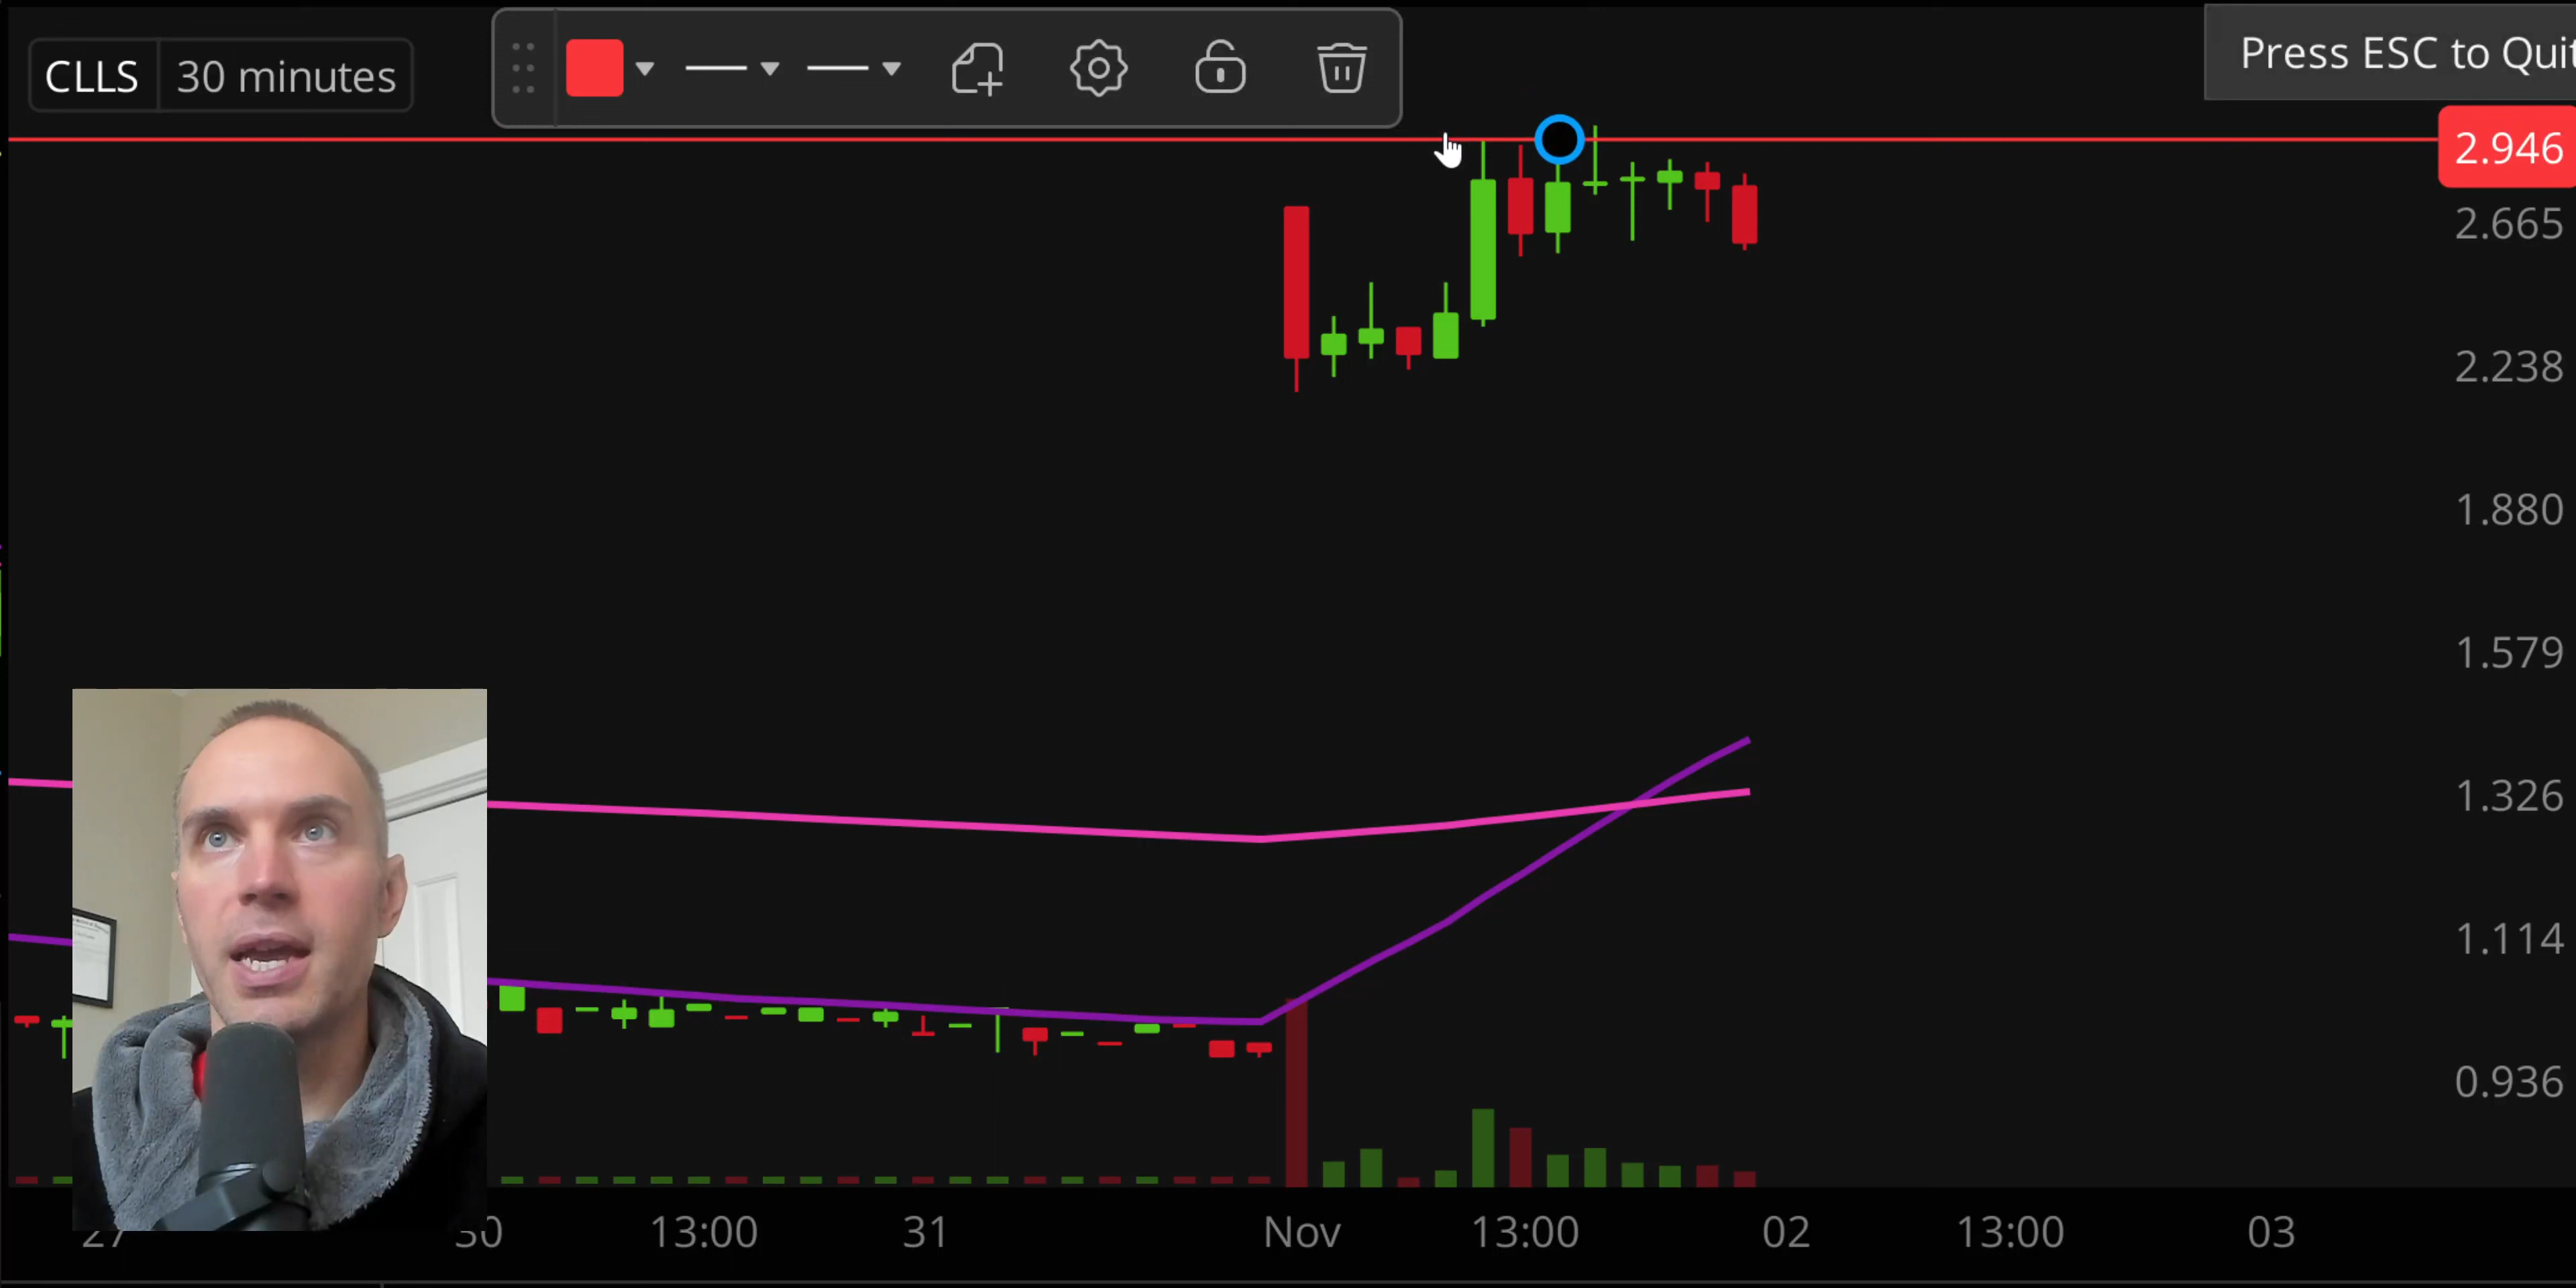 CLLS 30 minutes
Press ESC to Quit
2.946
2.665
2.238
1.880
1.579
1.326
1.114
0.936
27 30 13:00 31 Nov 13:00 02 13:00 03